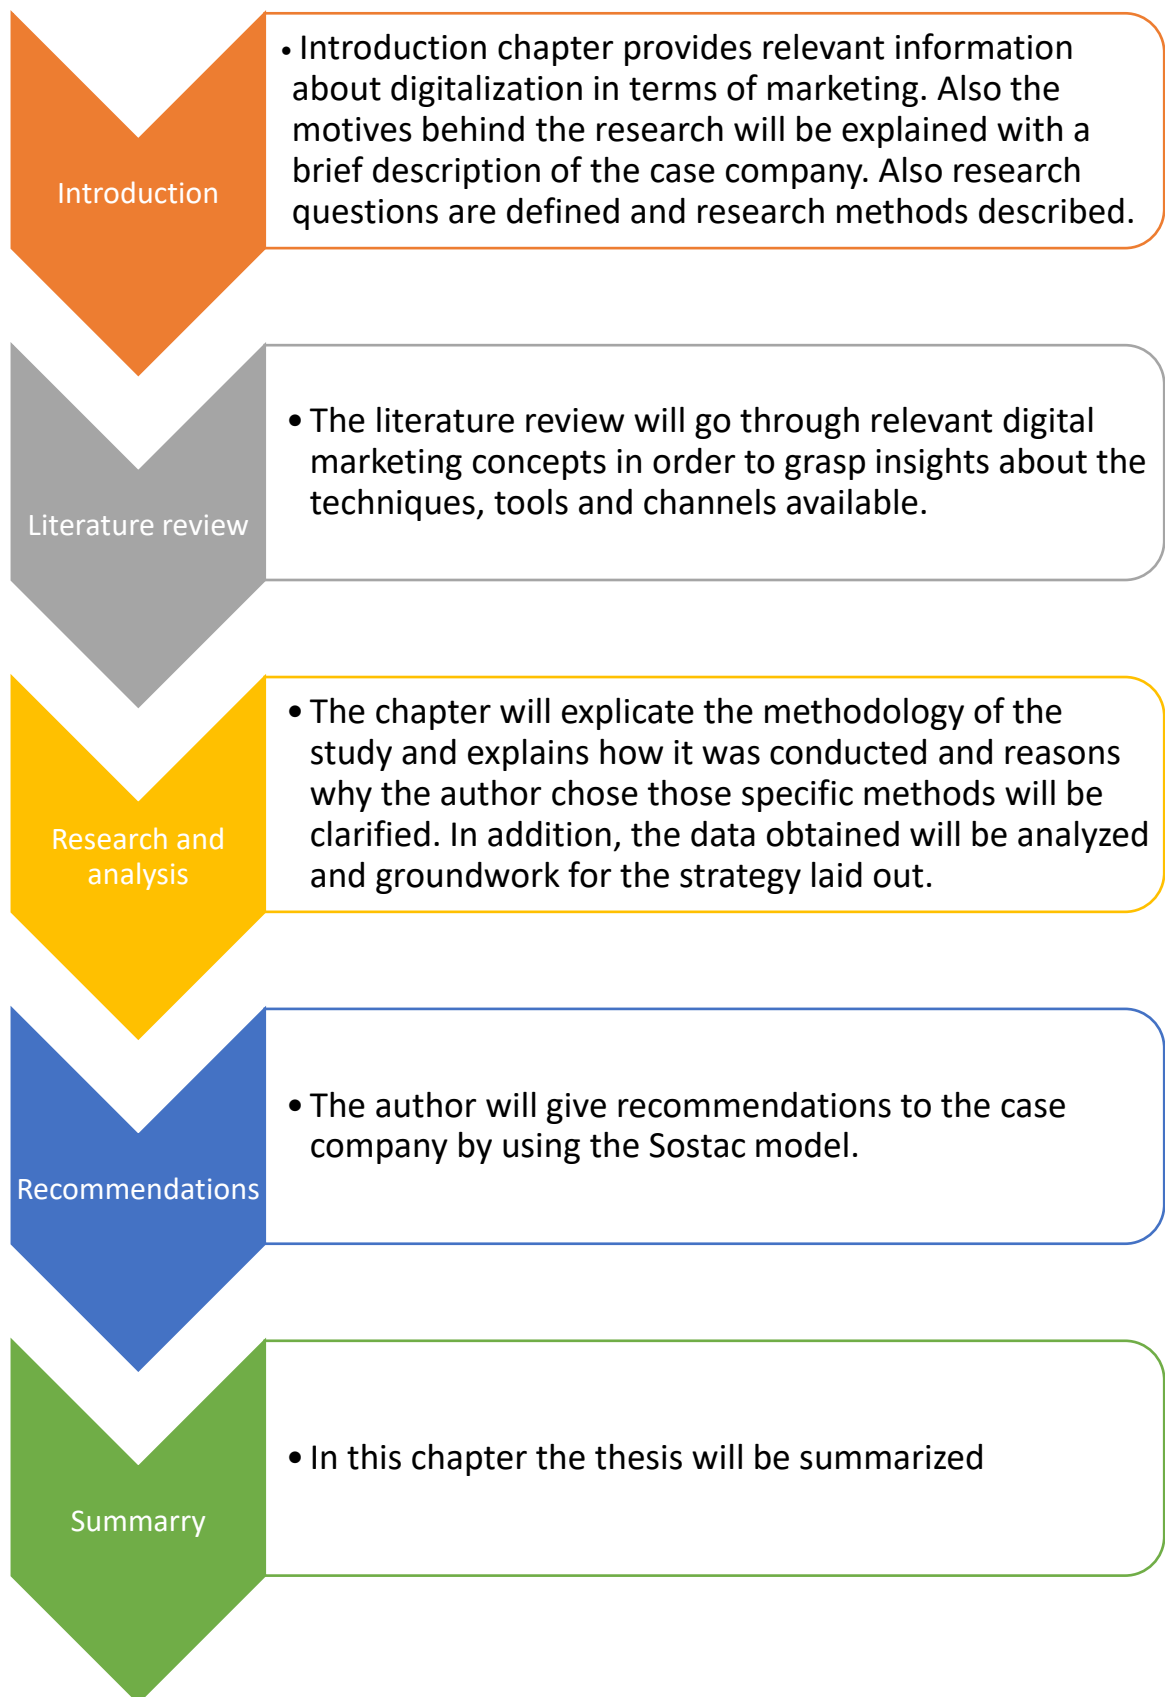 Introduction
• Introduction chapter provides relevant information
about digitalization in terms of marketing. Also the
motives behind the research will be explained with a
brief description of the case company. Also research
questions are defined and research methods described.
Literature review
• The literature review will go through relevant digital
marketing concepts in order to grasp insights about the
techniques, tools and channels available.
Research and
analysis
• The chapter will explicate the methodology of the
study and explains how it was conducted and reasons
why the author chose those specific methods will be
clarified. In addition, the data obtained will be analyzed
and groundwork for the strategy laid out.
Recommendations
• The author will give recommendations to the case
company by using the Sostac model.
Summarry
• In this chapter the thesis will be summarized